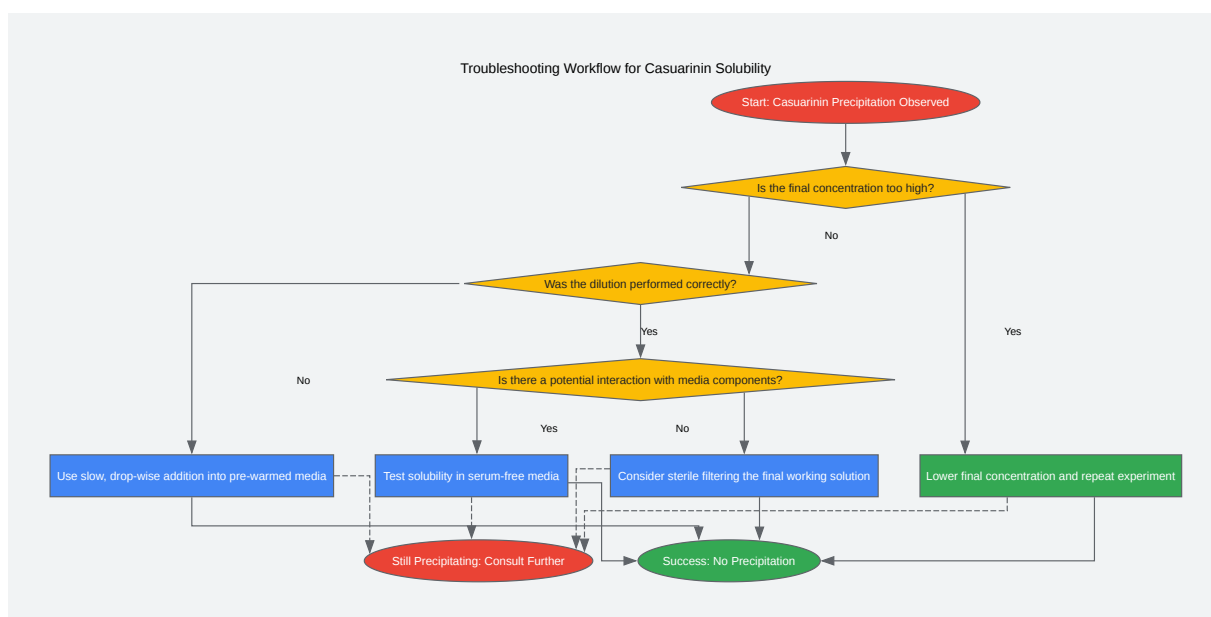 Troubleshooting Workflow for Casuarinin Solubility
Start: Casuarinin Precipitation Observed
Is the final concentration too high?
No
Was the dilution performed correctly?
Yes
Yes
Is there a potential interaction with media components?
No
Yes
No
Use slow, drop-wise addition into pre-warmed media
Test solubility in serum-free media
Consider sterile filtering the final working solution
Lower final concentration and repeat experiment
Still Precipitating: Consult Further
Success: No Precipitation